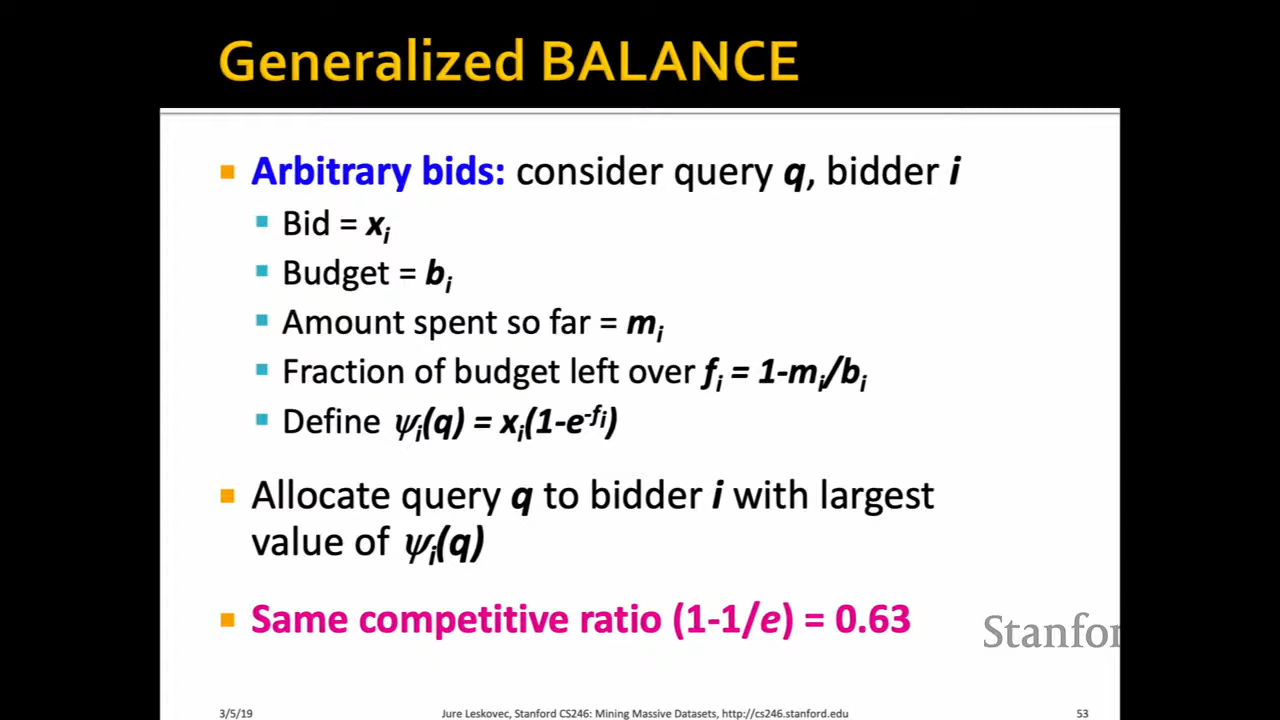 Generalized BALANCE
Arbitrary bids: consider query q, bidder i
Bid = xi
Budget = bi
Amount spent so far = mi
Fraction of budget left over fi = 1-mi/bi
Define ψi(q) = xi(1-e-fi)
Allocate query q to bidder i with largest
value of ψi(q)
Same competitive ratio (1-1/e) = 0.63
Stanfor
3/5/19
Jure Leskovec, Stanford CS246: Mining Massive Datasets, http://cs246.stanford.edu
53